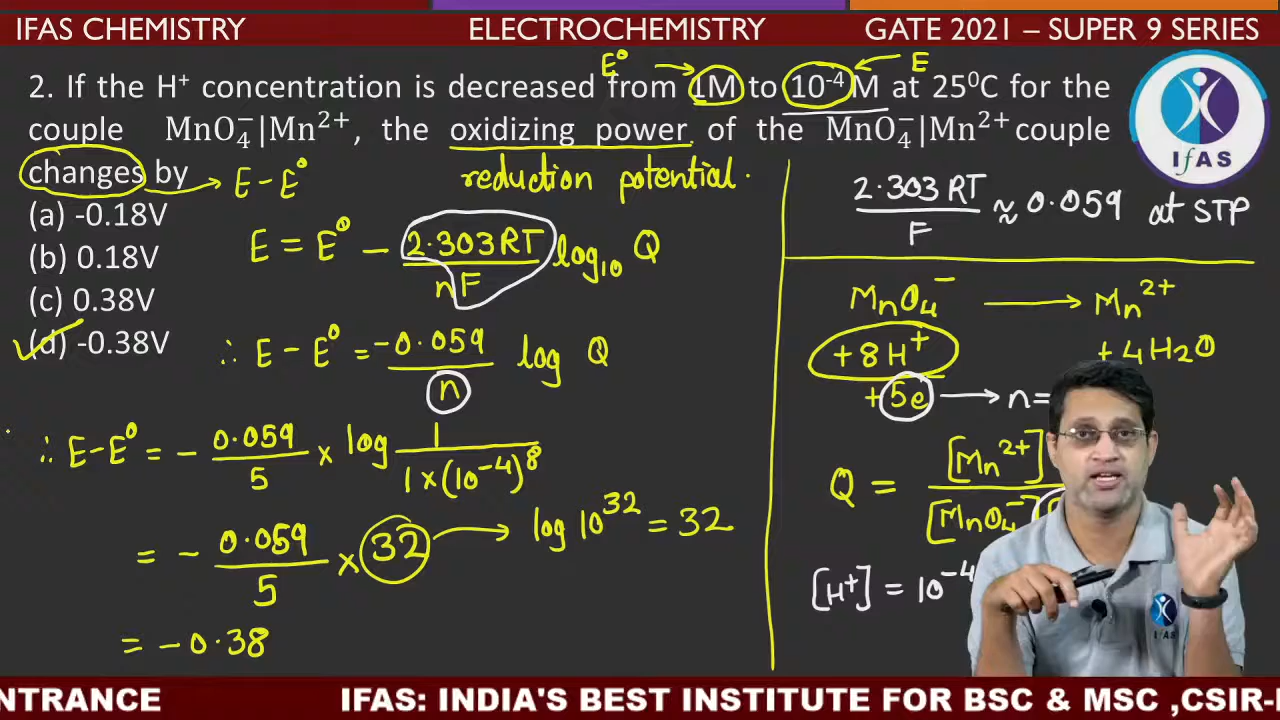 IFAS CHEMISTRY ELECTROCHEMISTRY GATE 2021 – SUPER 9 SERIES
E° → E
2. If the H⁺ concentration is decreased from 1M to 10⁻⁴ M at 25⁰C for the
couple MnO₄⁻|Mn²⁺, the oxidizing power of the MnO₄⁻|Mn²⁺ couple
changes by → E - E°
reduction potential.
(a) -0.18V
(b) 0.18V
(c) 0.38V
(d) -0.38V
IfAS
E = E° - 2.303RT/nF log₁₀ Q
∴ E - E° = -0.059/n log Q
∴ E-E° = - 0.059/5 × log 1/1×(10⁻⁴)⁸
= - 0.059/5 × 32 → log 10³² = 32
= -0.38
2.303 RT/F ≈ 0.059 at STP
MnO₄⁻ → Mn²⁺
+ 8H⁺ + 4H₂O
+ 5e⁻ → n=
Q = [Mn²⁺]/[MnO₄⁻]
[H⁺] = 10⁻⁴
IFAS
NTRANCE IFAS: INDIA'S BEST INSTITUTE FOR BSC & MSC ,CSIR-